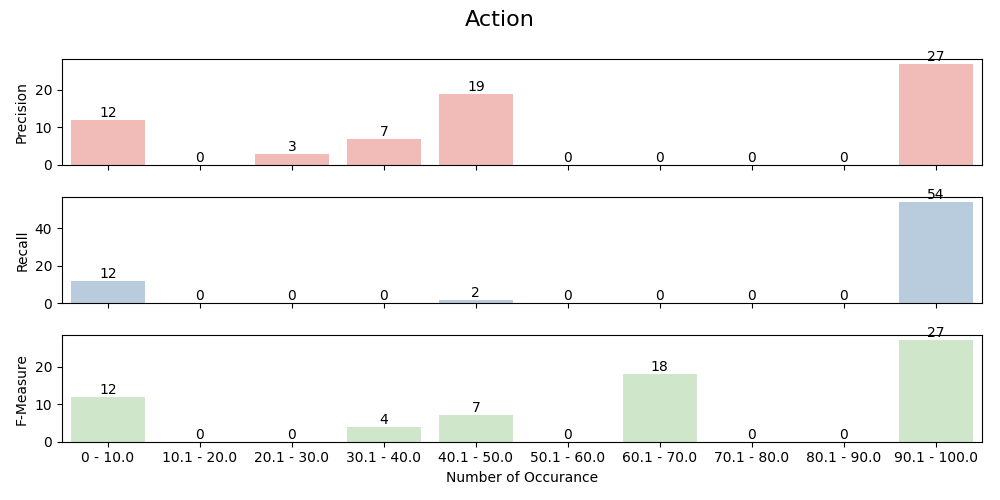 Action
Precision
20
10
0
12
0
3
7
19
0
0
0
0
27
Recall
40
20
0
12
0
0
0
2
0
0
0
0
54
F-Measure
20
10
0
12
0
0
4
7
0
18
0
0
27
0 - 10.0
10.1 - 20.0
20.1 - 30.0
30.1 - 40.0
40.1 - 50.0
50.1 - 60.0
60.1 - 70.0
70.1 - 80.0
80.1 - 90.0
90.1 - 100.0
Number of Occurance